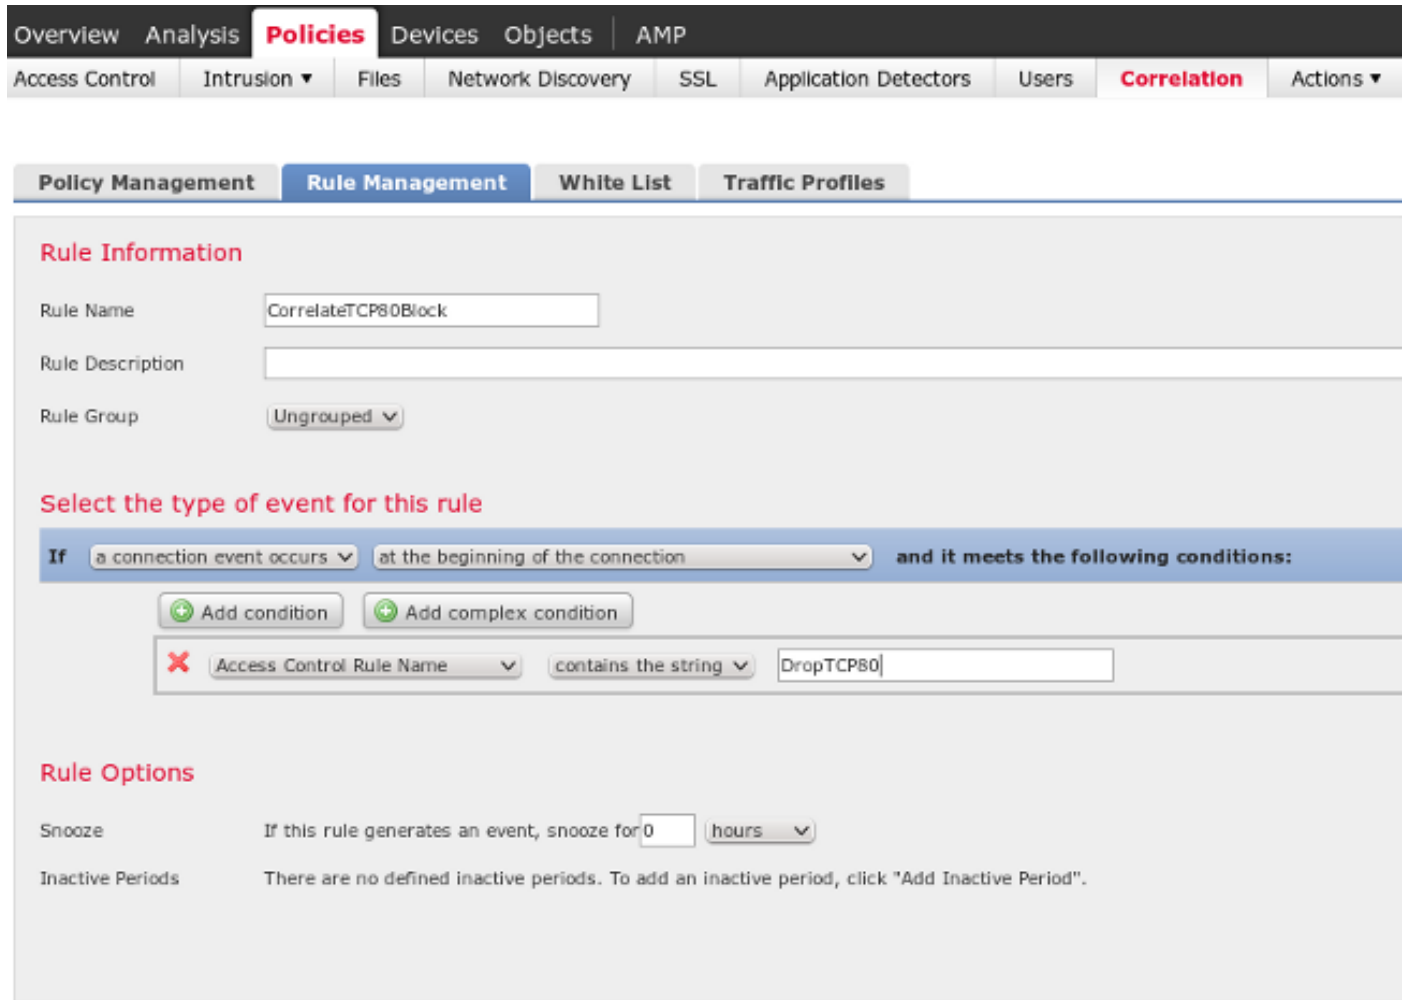 Overview Analysis Policies Devices Objects AMP
Access Control Intrusion ▼ Files Network Discovery SSL Application Detectors Users Correlation Actions ▼
Policy Management Rule Management White List Traffic Profiles
Rule Information
Rule Name CorrelateTCP80Block
Rule Description
Rule Group Ungrouped
Select the type of event for this rule
If a connection event occurs at the beginning of the connection and it meets the following conditions:
Add condition Add complex condition
Access Control Rule Name contains the string DropTCP80
Rule Options
Snooze If this rule generates an event, snooze for 0 hours
Inactive Periods There are no defined inactive periods. To add an inactive period, click "Add Inactive Period".